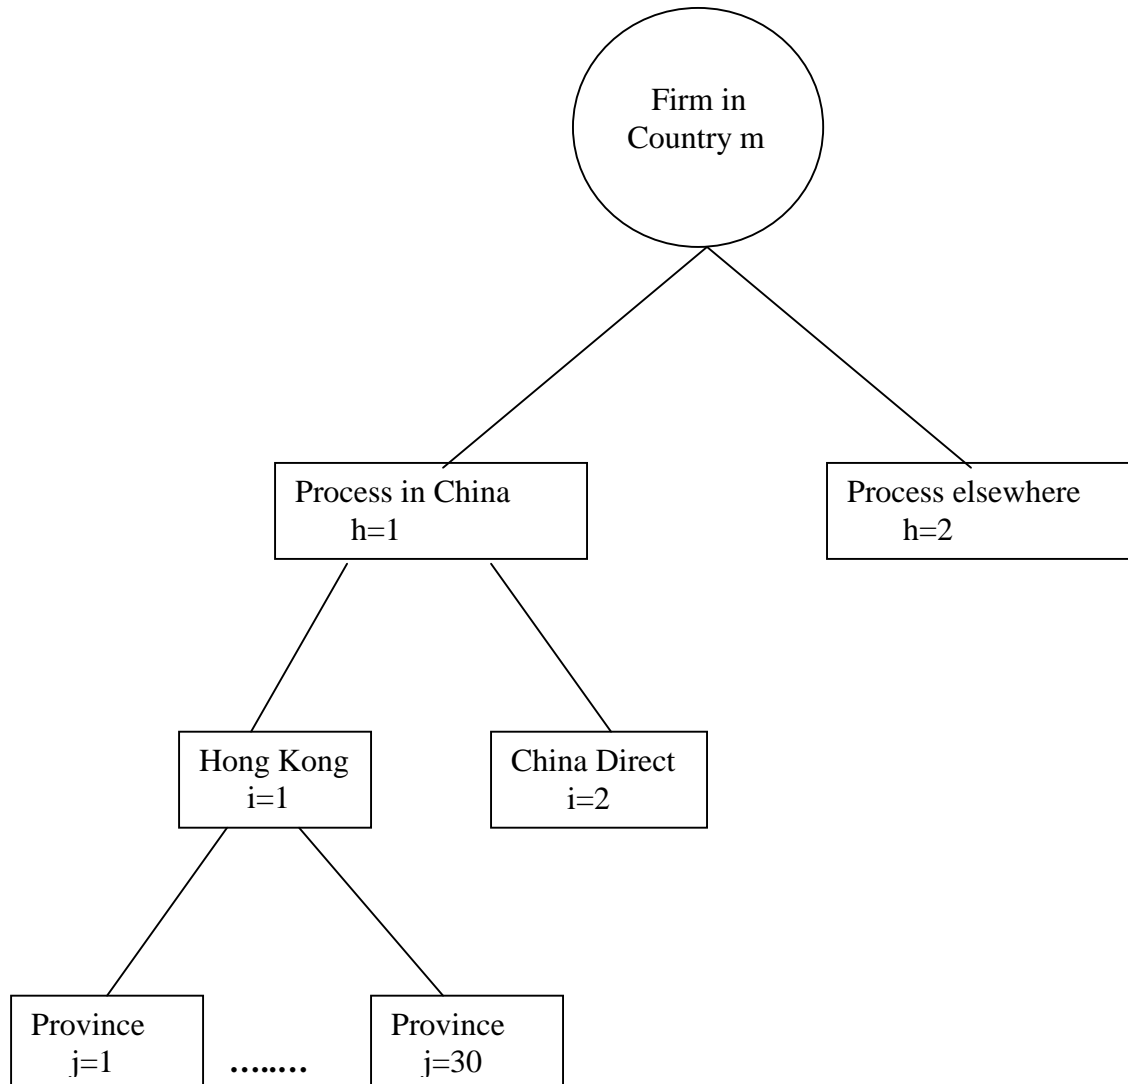 Firm in
Country m
Process in China
h=1
Process elsewhere
h=2
Hong Kong
i=1
China Direct
i=2
Province
j=1
........
Province
j=30